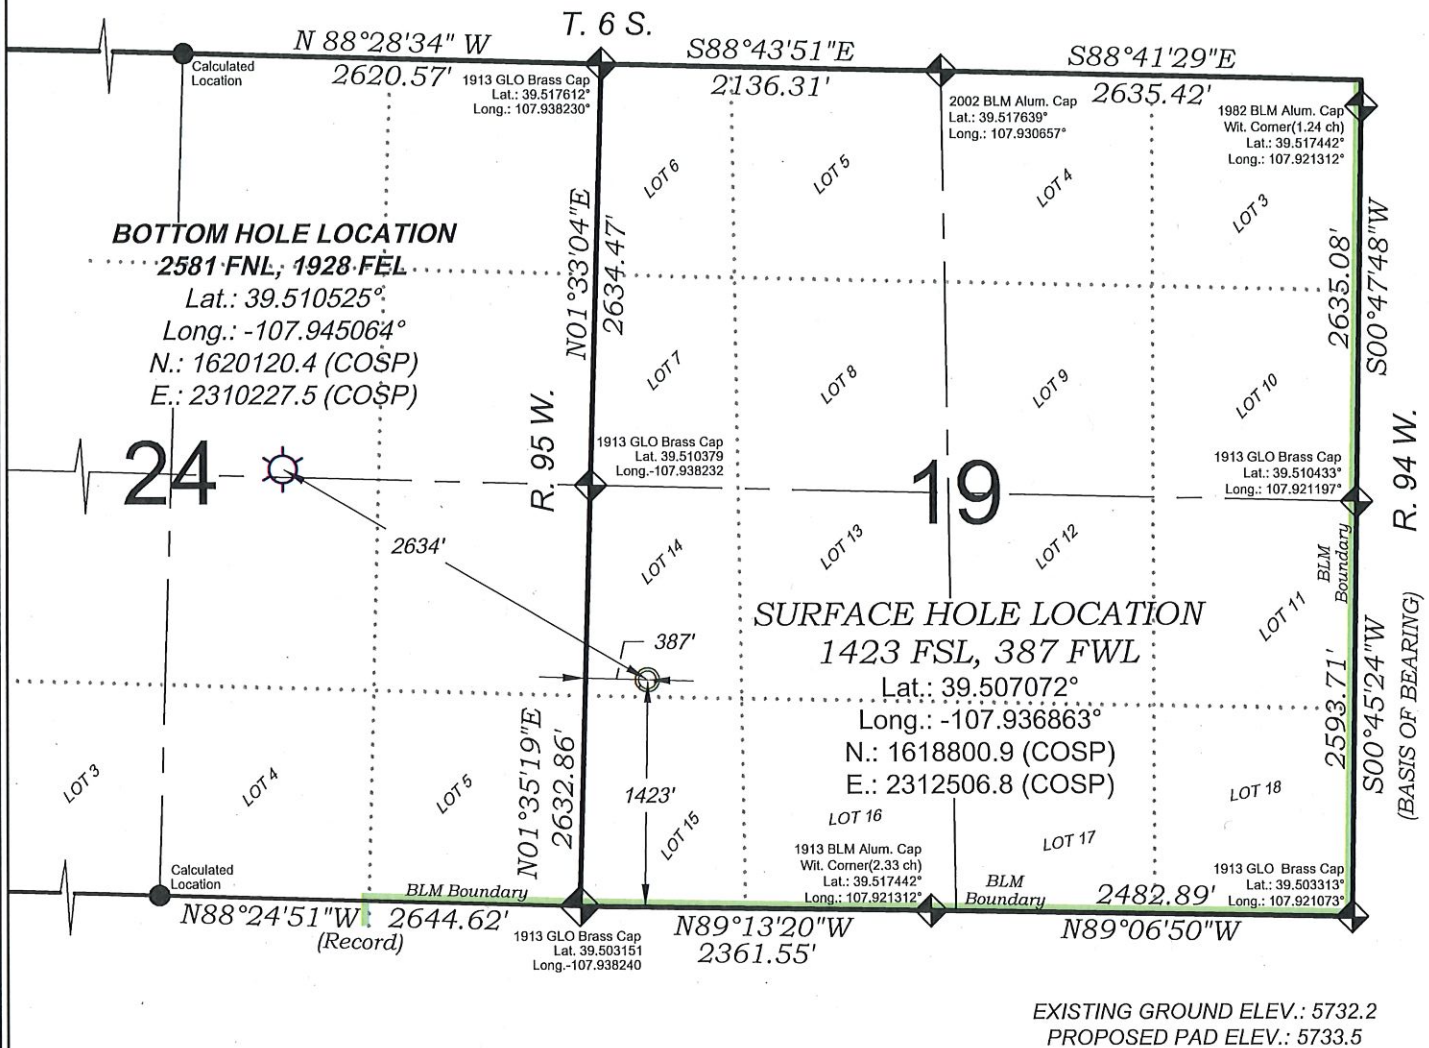 T. 6 S.
N 88°28'34" W
2620.57'
S88°43'51"E
2136.31'
S88°41'29"E
2635.42'
Calculated
Location
1913 GLO Brass Cap
Lat.: 39.517612°
Long.: 107.938230°
2002 BLM Alum. Cap
Lat.: 39.517639°
Long.: 107.930657°
1982 BLM Alum. Cap
Wit. Corner(1.24 ch)
Lat.: 39.517442°
Long.: 107.921312°
LOT 6
LOT 5
LOT 4
LOT 3
BOTTOM HOLE LOCATION
2581 FNL, 1928 FEL
Lat.: 39.510525°
Long.: -107.945064°
N.: 1620120.4 (COSP)
E.: 2310227.5 (COSP)
N01°33'04"E
2634.47'
2635.08'
S00°47'48"W
LOT 7
LOT 8
LOT 9
LOT 10
R. 95 W.
R. 94 W.
1913 GLO Brass Cap
Lat. 39.510379
Long.-107.938232
1913 GLO Brass Cap
Lat.: 39.510433°
Long.: 107.921197°
24
19
2634'
LOT 14
LOT 13
LOT 12
LOT 11
BLM
Boundary
387'
SURFACE HOLE LOCATION
1423 FSL, 387 FWL
Lat.: 39.507072°
Long.: -107.936863°
N.: 1618800.9 (COSP)
E.: 2312506.8 (COSP)
N01°35'19"E
2632.86'
2593.71'
S00°45'24"W
(BASIS OF BEARING)
1423'
LOT 3
LOT 4
LOT 5
LOT 15
LOT 16
LOT 17
LOT 18
1913 BLM Alum. Cap
Wit. Corner(2.33 ch)
Lat.: 39.517442°
Long.: 107.921312°
1913 GLO Brass Cap
Lat.: 39.503313°
Long.: 107.921073°
Calculated
Location
BLM Boundary
BLM
Boundary
2482.89'
N88°24'51"W
2644.62'
(Record)
N89°13'20"W
2361.55'
N89°06'50"W
1913 GLO Brass Cap
Lat. 39.503151
Long.-107.938240
EXISTING GROUND ELEV.: 5732.2
PROPOSED PAD ELEV.: 5733.5